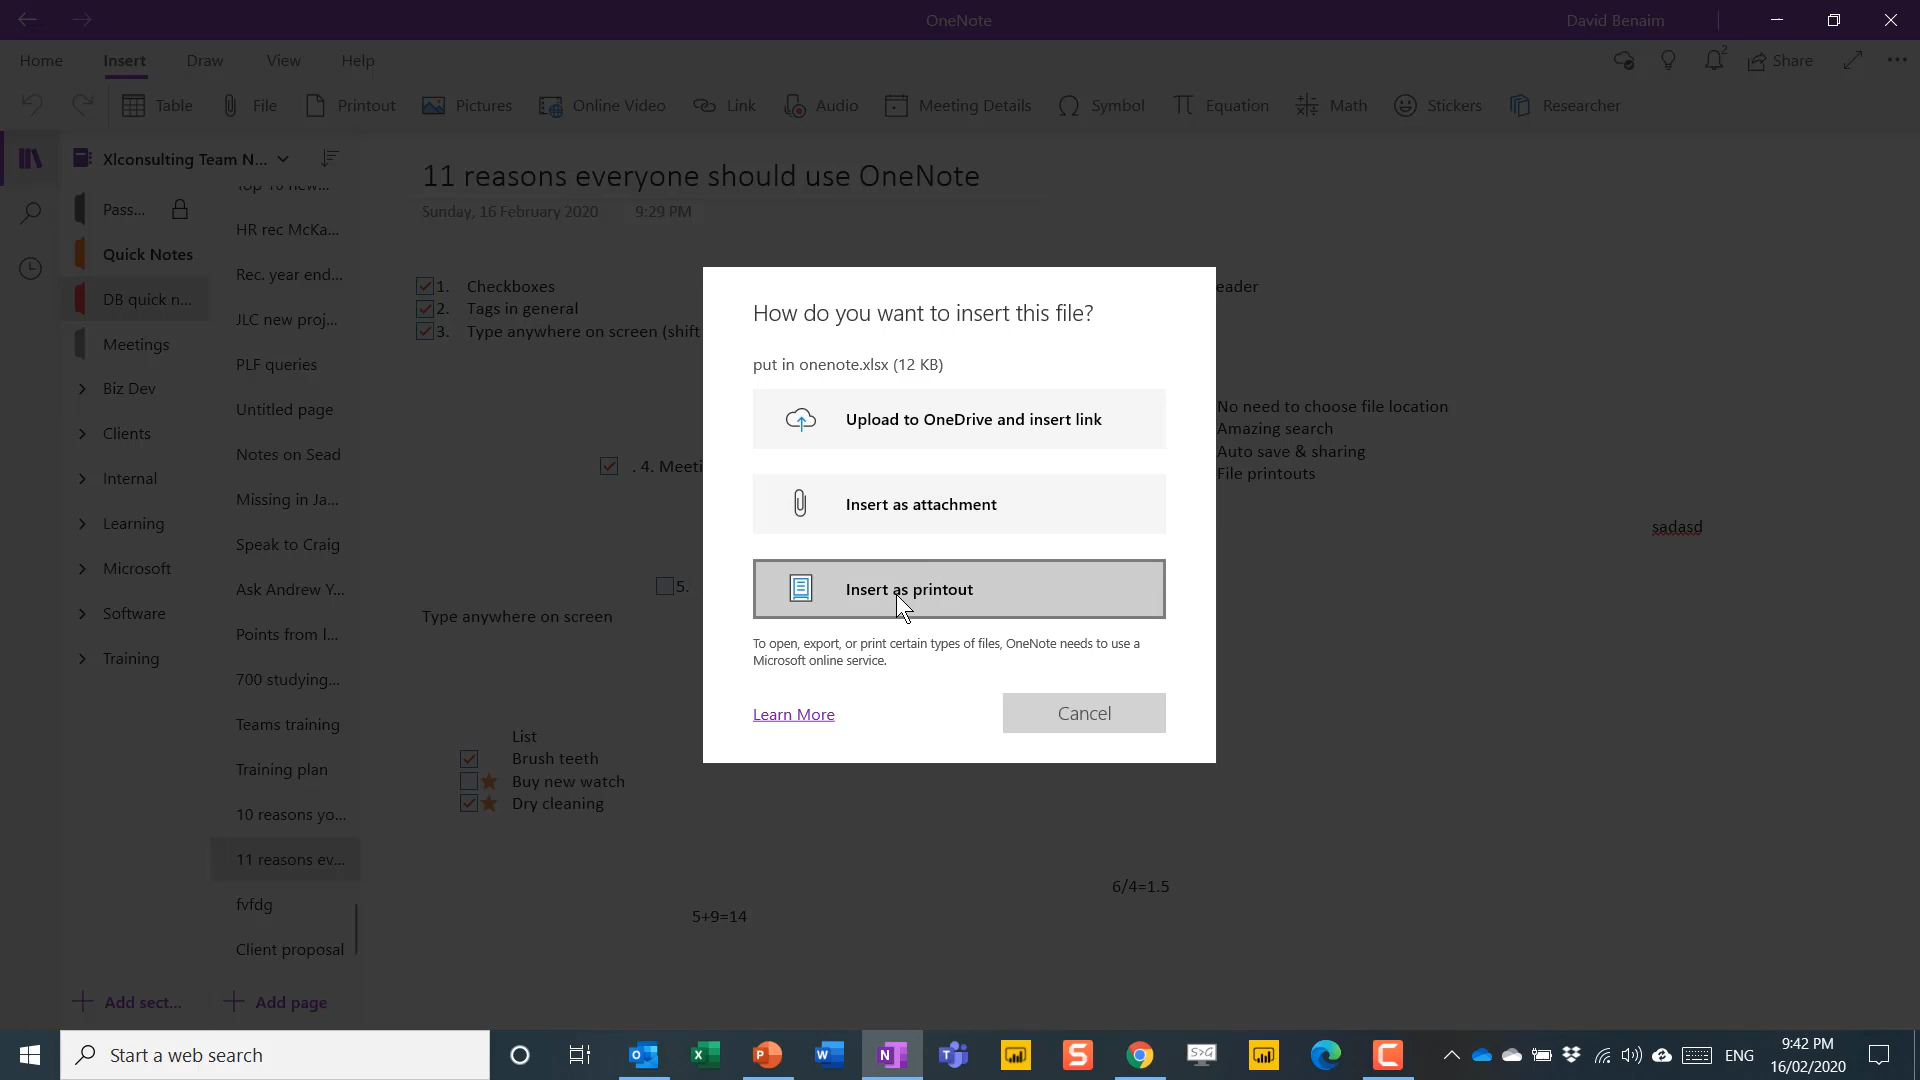 OneNote
David Benaim
Home
Insert
Draw
View
Help
2
Share
Table
File
Printout
Pictures
Online Video
Link
Audio
Meeting Details
Symbol
Equation
Math
Stickers
Researcher
Xlconsulting Team N...
Pass...
Quick Notes
DB quick n...
Meetings
Biz Dev
Clients
Internal
Learning
Microsoft
Software
Training
Add sect...
HR rec McKa...
Rec. year end...
JLC new proj...
PLF queries
Untitled page
Notes on Sead
Missing in Ja...
Speak to Craig
Ask Andrew Y...
Points from l...
700 studying...
Teams training
Training plan
10 reasons yo...
11 reasons ev...
fvfdg
Client proposal
Add page
11 reasons everyone should use OneNote
Sunday, 16 February 2020 9:29 PM
1. Checkboxes
2. Tags in general
3. Type anywhere on screen (shift
. 4. Meeti
5.
Type anywhere on screen
List
Brush teeth
Buy new watch
Dry cleaning
5+9=14
6/4=1.5
eader
No need to choose file location
Amazing search
Auto save & sharing
File printouts
sadasd
How do you want to insert this file?
put in onenote.xlsx (12 KB)
Upload to OneDrive and insert link
Insert as attachment
Insert as printout
To open, export, or print certain types of files, OneNote needs to use a
Microsoft online service.
Learn More
Cancel
Start a web search
ENG
9:42 PM
16/02/2020